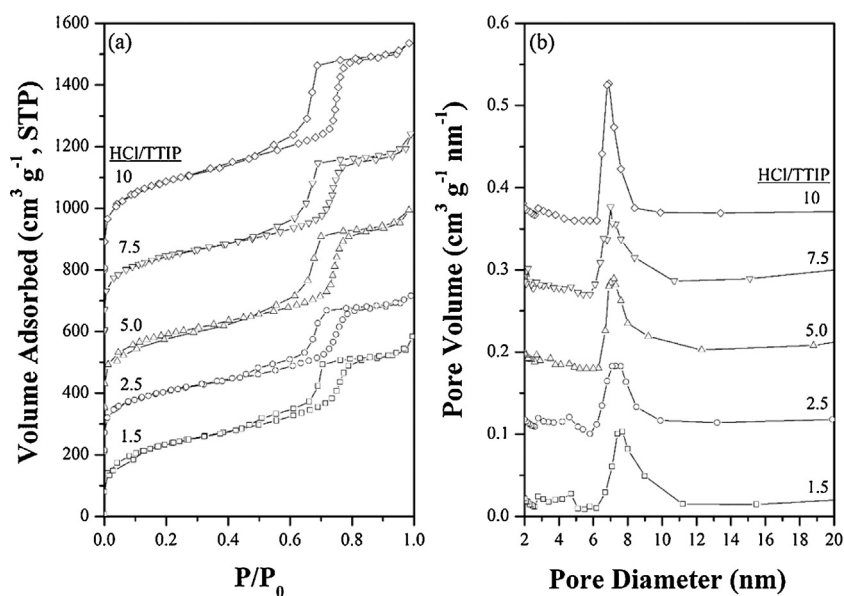 (a)
Volume Adsorbed (cm³ g⁻¹, STP)
1600
1400
1200
1000
800
600
400
200
0
HCl/TTIP
10
7.5
5.0
2.5
1.5
0.0 0.2 0.4 0.6 0.8 1.0
P/P₀
(b)
Pore Volume (cm³ g⁻¹ nm⁻¹)
0.6
0.5
0.4
0.3
0.2
0.1
0.0
HCl/TTIP
10
7.5
5.0
2.5
1.5
2 4 6 8 10 12 14 16 18 20
Pore Diameter (nm)